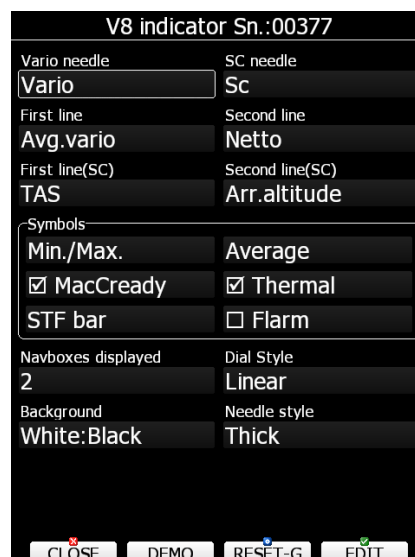 V8 indicator Sn.:00377
Vario needle SC needle
Vario Sc
First line Second line
Avg.vario Netto
First line(SC) Second line(SC)
TAS Arr.altitude
Symbols
Min./Max. Average
MacCready Thermal
STF bar Flarm
Navboxes displayed Dial Style
2 Linear
Background Needle style
White:Black Thick
CLOSE DEMO RESET-G EDIT